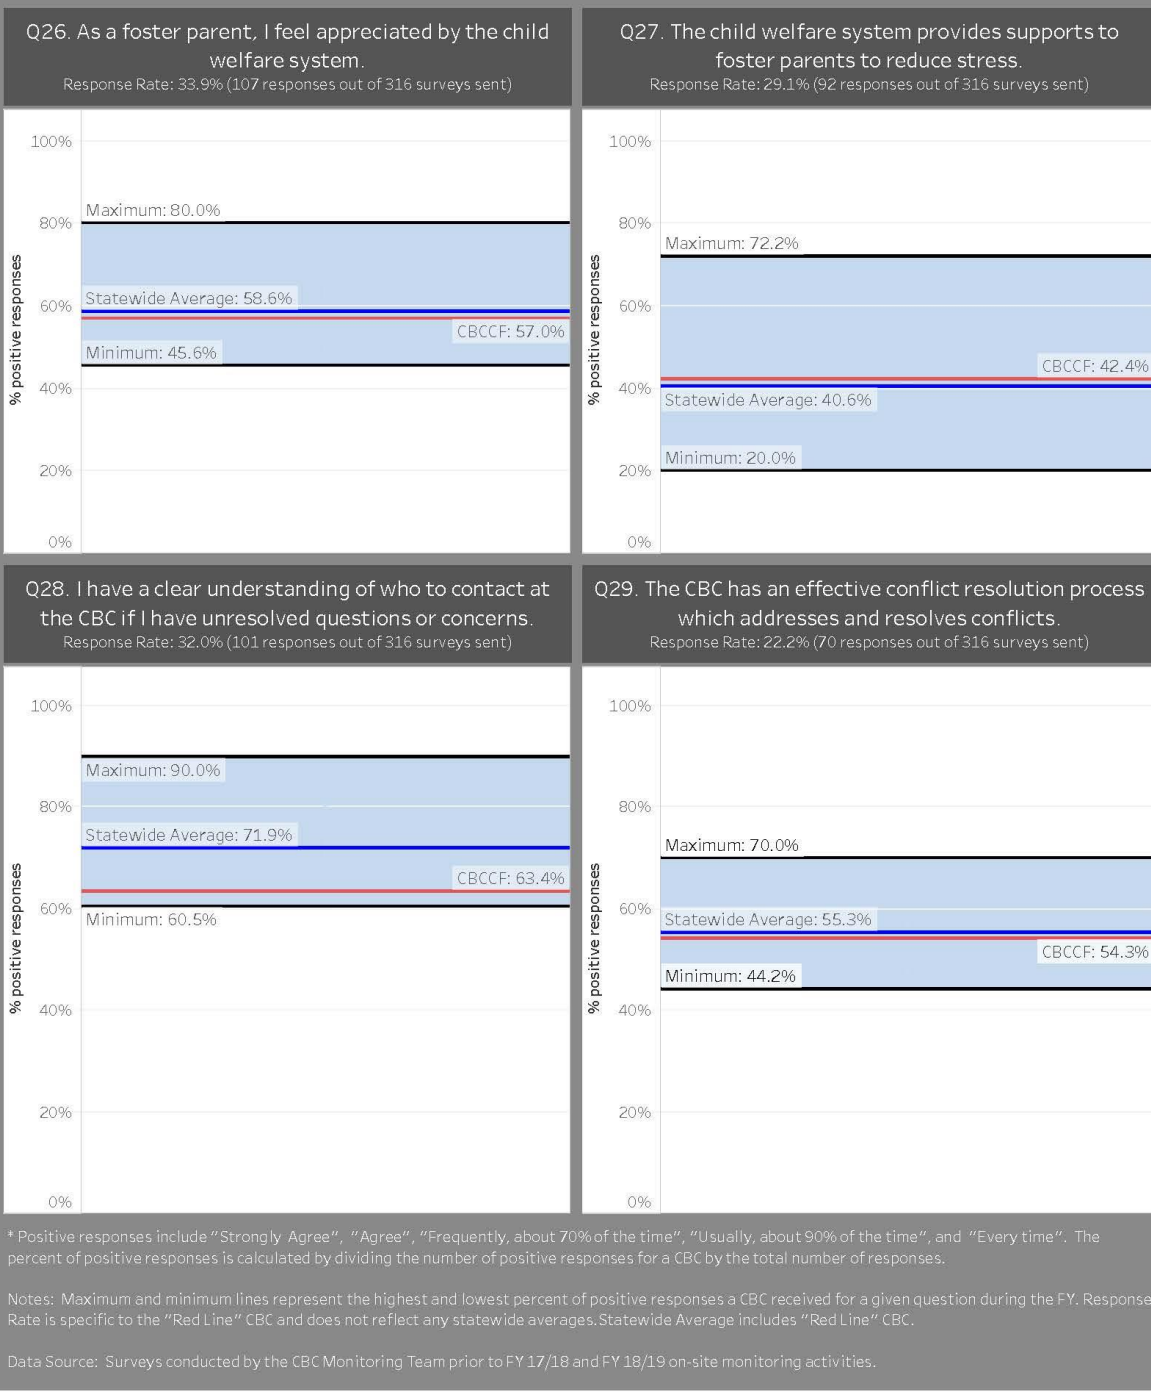 Q26. As a foster parent, I feel appreciated by the child
welfare system.
Response Rate: 33.9% (107 responses out of 316 surveys sent)
100%
Maximum: 80.0%
80%
Statewide Average: 58.6%
60%
CBCCF: 57.0%
Minimum: 45.6%
40%
20%
0%
% positive responses
Q27. The child welfare system provides supports to
foster parents to reduce stress.
Response Rate: 29.1% (92 responses out of 316 surveys sent)
100%
80%
Maximum: 72.2%
60%
CBCCF: 42.4%
40%
Statewide Average: 40.6%
Minimum: 20.0%
20%
0%
% positive responses
Q28. I have a clear understanding of who to contact at
the CBC if I have unresolved questions or concerns.
Response Rate: 32.0% (101 responses out of 316 surveys sent)
100%
Maximum: 90.0%
80%
Statewide Average: 71.9%
CBCCF: 63.4%
60%
Minimum: 60.5%
40%
20%
0%
% positive responses
Q29. The CBC has an effective conflict resolution process
which addresses and resolves conflicts.
Response Rate: 22.2% (70 responses out of 316 surveys sent)
100%
80%
Maximum: 70.0%
60%
Statewide Average: 55.3%
CBCCF: 54.3%
Minimum: 44.2%
40%
20%
0%
% positive responses
* Positive responses include "Strongly Agree", "Agree", "Frequently, about 70% of the time", "Usually, about 90% of the time", and "Every time". The
percent of positive responses is calculated by dividing the number of positive responses for a CBC by the total number of responses.
Notes: Maximum and minimum lines represent the highest and lowest percent of positive responses a CBC received for a given question during the FY. Response
Rate is specific to the "Red Line" CBC and does not reflect any statewide averages. Statewide Average includes "Red Line" CBC.
Data Source: Surveys conducted by the CBC Monitoring Team prior to FY 17/18 and FY 18/19 on-site monitoring activities.